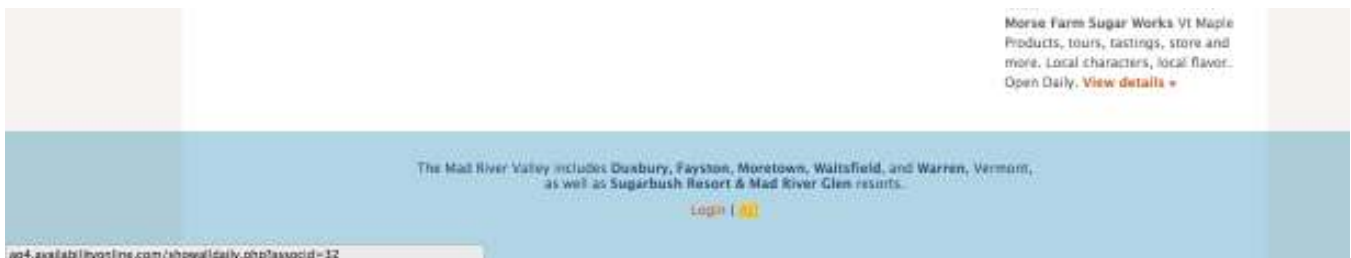 Morse Farm Sugar Works Vt Maple
Products, tours, tastings, store and
more. Local characters, local flavor.
Open Daily. View details »
The Mad River Valley includes Duxbury, Fayston, Moretown, Waitsfield, and Warren, Vermont,
as well as Sugarbush Resort & Mad River Glen resorts.
Login |
ao4.availabilityonline.com/showalldaily.php?associd=32